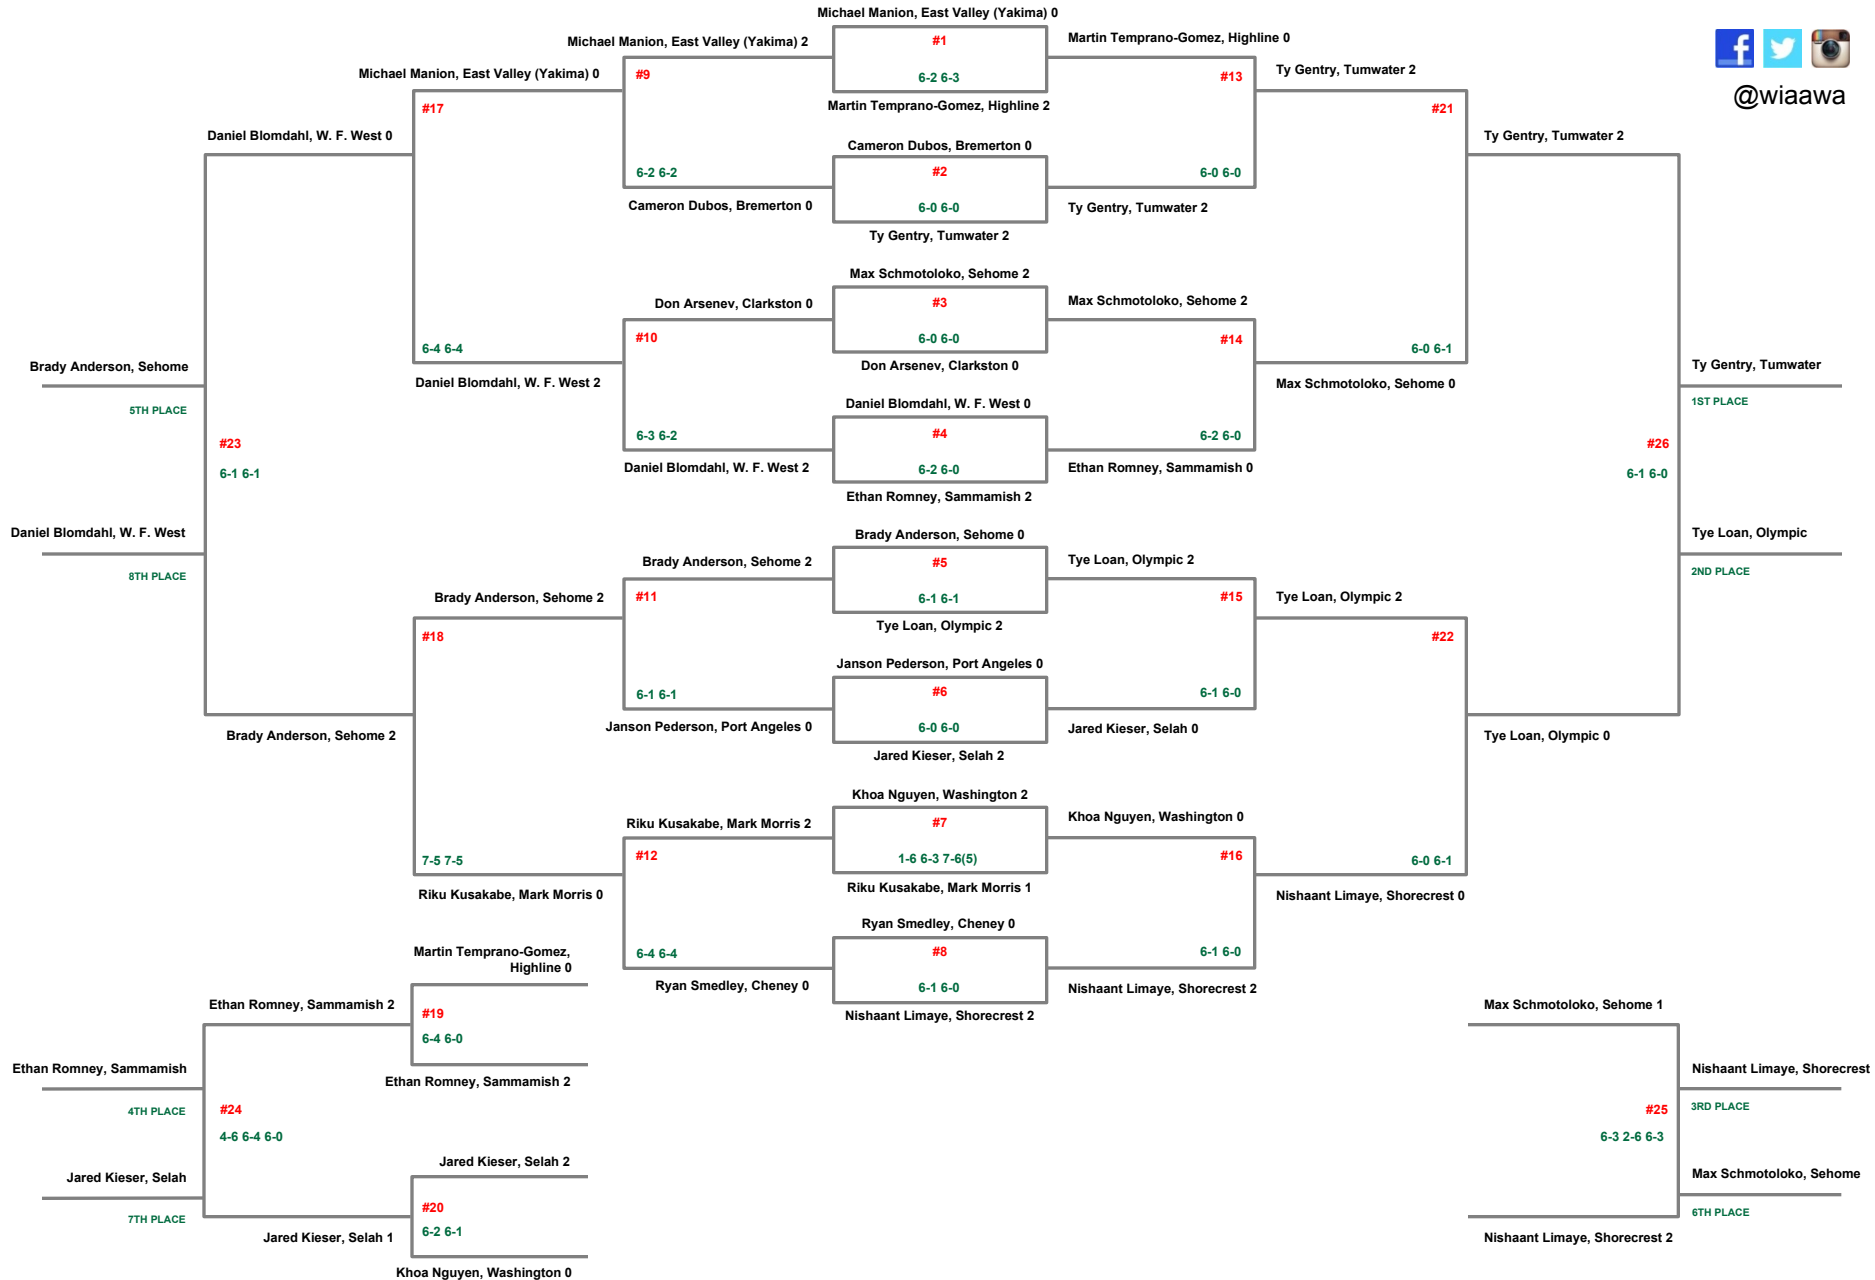 Michael Manion, East Valley (Yakima) 0
Michael Manion, East Valley (Yakima) 2
#1
Martin Temprano-Gomez, Highline 0
Michael Manion, East Valley (Yakima) 0
#9
6-2 6-3
#13
Ty Gentry, Tumwater 2
@wiaawa
#17
Martin Temprano-Gomez, Highline 2
#21
Daniel Blomdahl, W. F. West 0
Cameron Dubos, Bremerton 0
Ty Gentry, Tumwater 2
6-2 6-2
#2
6-0 6-0
Cameron Dubos, Bremerton 0
6-0 6-0
Ty Gentry, Tumwater 2
Ty Gentry, Tumwater 2
Max Schmotoloko, Sehome 2
Don Arsenev, Clarkston 0
#3
Max Schmotoloko, Sehome 2
#10
6-0 6-0
#14
6-4 6-4
6-0 6-1
Brady Anderson, Sehome
Don Arsenev, Clarkston 0
Ty Gentry, Tumwater
Daniel Blomdahl, W. F. West 2
Max Schmotoloko, Sehome 0
5TH PLACE
Daniel Blomdahl, W. F. West 0
1ST PLACE
#23
6-3 6-2
#4
6-2 6-0
#26
6-1 6-1
Daniel Blomdahl, W. F. West 2
6-2 6-0
Ethan Romney, Sammamish 0
6-1 6-0
Ethan Romney, Sammamish 2
Daniel Blomdahl, W. F. West
Brady Anderson, Sehome 0
Tye Loan, Olympic
8TH PLACE
Brady Anderson, Sehome 2
#5
Tye Loan, Olympic 2
2ND PLACE
Brady Anderson, Sehome 2
#11
6-1 6-1
#15
Tye Loan, Olympic 2
#18
Tye Loan, Olympic 2
#22
Janson Pederson, Port Angeles 0
6-1 6-1
#6
6-1 6-0
Brady Anderson, Sehome 2
Janson Pederson, Port Angeles 0
6-0 6-0
Jared Kieser, Selah 0
Tye Loan, Olympic 0
Jared Kieser, Selah 2
Khoa Nguyen, Washington 2
Riku Kusakabe, Mark Morris 2
#7
Khoa Nguyen, Washington 0
7-5 7-5
#12
1-6 6-3 7-6(5)
#16
6-0 6-1
Riku Kusakabe, Mark Morris 0
Riku Kusakabe, Mark Morris 1
Nishaant Limaye, Shorecrest 0
Ryan Smedley, Cheney 0
Martin Temprano-Gomez,
Highline 0
6-4 6-4
#8
6-1 6-0
Ryan Smedley, Cheney 0
6-1 6-0
Nishaant Limaye, Shorecrest 2
Ethan Romney, Sammamish 2
#19
Nishaant Limaye, Shorecrest 2
Max Schmotoloko, Sehome 1
6-4 6-0
Ethan Romney, Sammamish
Ethan Romney, Sammamish 2
Nishaant Limaye, Shorecrest
4TH PLACE
#24
#25
3RD PLACE
4-6 6-4 6-0
6-3 2-6 6-3
Jared Kieser, Selah 2
Jared Kieser, Selah
Max Schmotoloko, Sehome
7TH PLACE
#20
6TH PLACE
Jared Kieser, Selah 1
6-2 6-1
Nishaant Limaye, Shorecrest 2
Khoa Nguyen, Washington 0